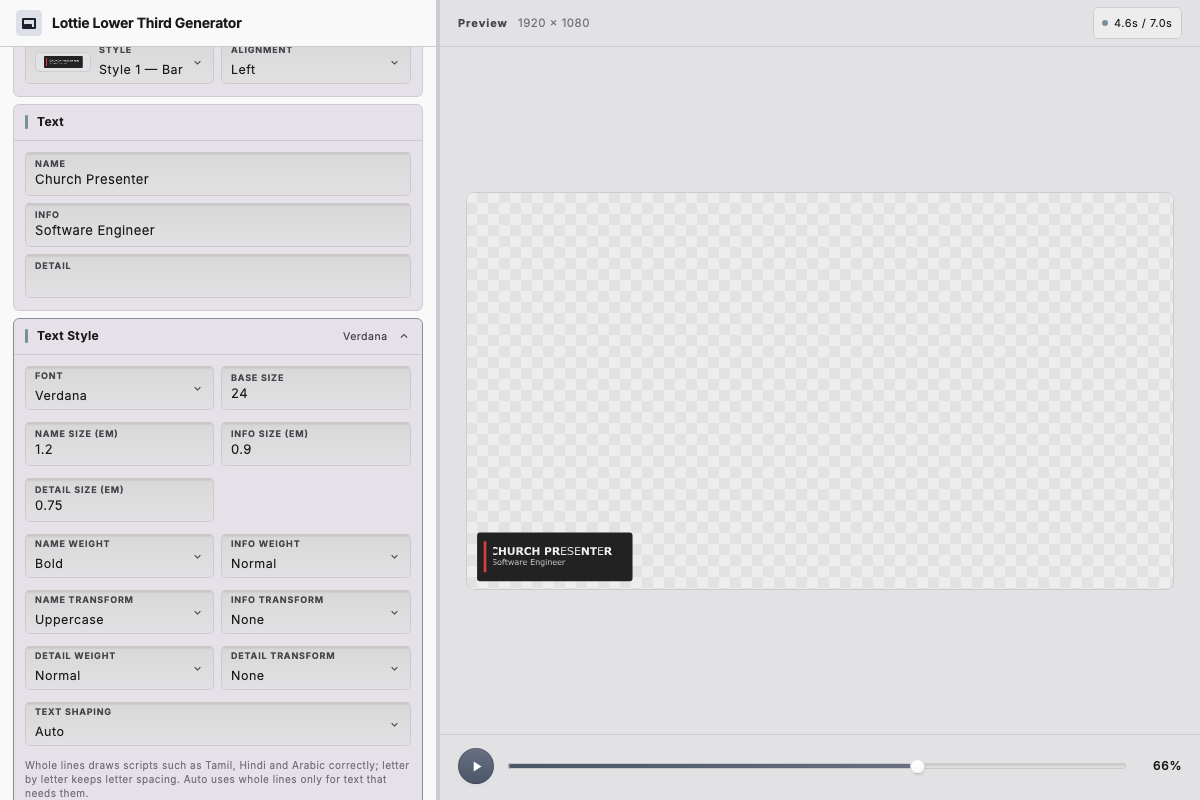 Lottie Lower Third Generator
STYLE
Style 1 — Bar
ALIGNMENT
Left
Text
NAME
Church Presenter
INFO
Software Engineer
DETAIL
Text Style
Verdana
FONT
Verdana
BASE SIZE
24
NAME SIZE (EM)
1.2
INFO SIZE (EM)
0.9
DETAIL SIZE (EM)
0.75
NAME WEIGHT
Bold
INFO WEIGHT
Normal
NAME TRANSFORM
Uppercase
INFO TRANSFORM
None
DETAIL WEIGHT
Normal
DETAIL TRANSFORM
None
TEXT SHAPING
Auto
Whole lines draws scripts such as Tamil, Hindi and Arabic correctly; letter
by letter keeps letter spacing. Auto uses whole lines only for text that
needs them.
Preview 1920 × 1080
4.6s / 7.0s
CHURCH PRESENTER
Software Engineer
66%